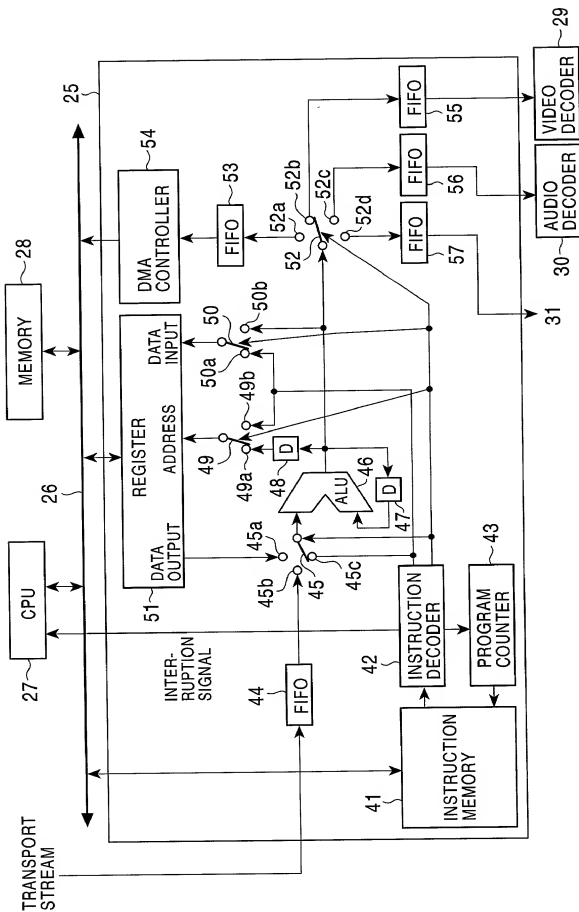 TRANSPORT
STREAM
CPU
27
26
MEMORY
28
25
INTER-
RUPTION
SIGNAL
51
DATA
OUTPUT
REGISTER
ADDRESS
DATA
INPUT
DMA
CONTROLLER
54
FIFO
53
44
FIFO
45b
45a
45
45c
ALU
46
D
47
D
48
49a
49
49b
50a
50
50b
52
52a
52b
52c
52d
FIFO
55
FIFO
56
FIFO
57
41
INSTRUCTION
MEMORY
42
INSTRUCTION
DECODER
PROGRAM
COUNTER
43
31
AUDIO
DECODER
30
VIDEO
DECODER
29